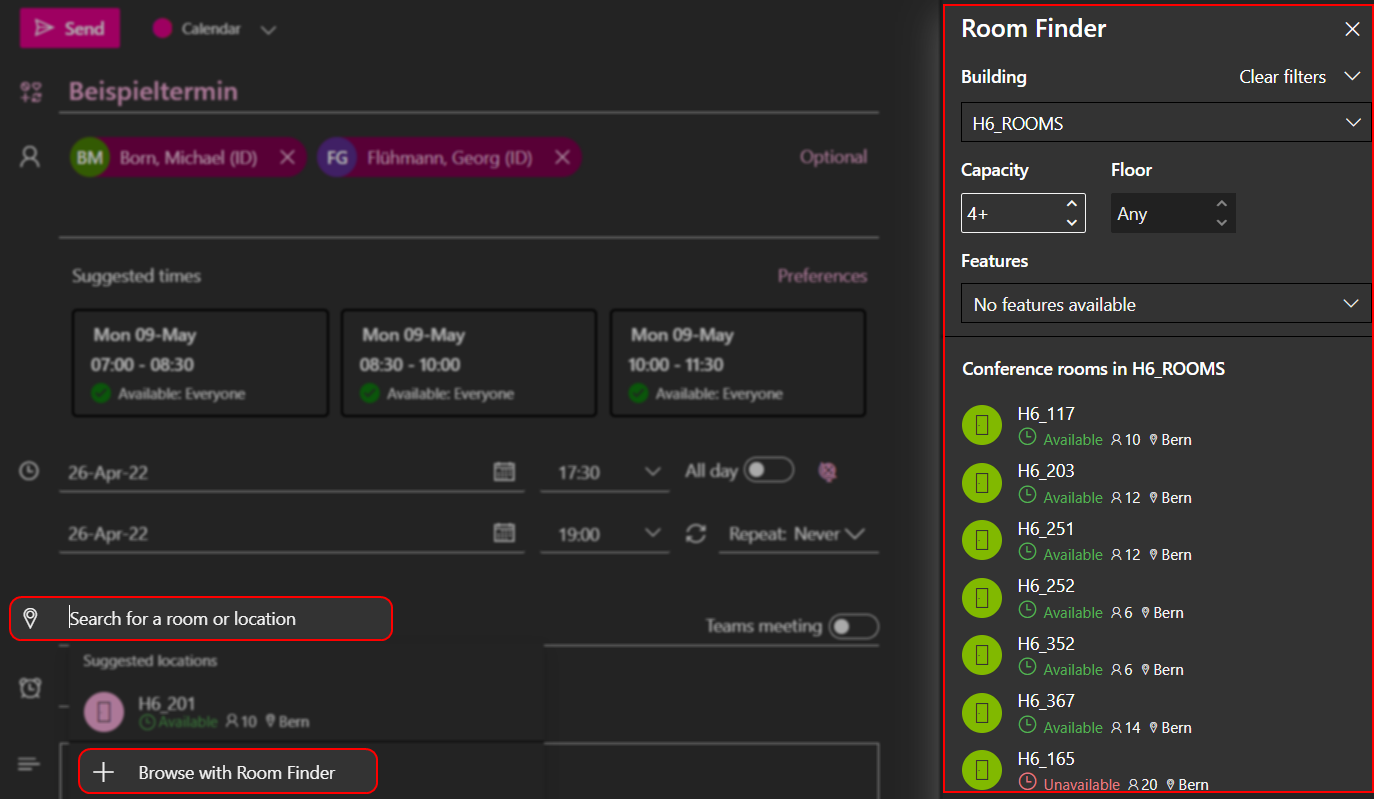 Send
Calendar
Beispieltermin
BM Born, Michael (ID)
FG Flühmann, Georg (ID)
Optional
Suggested times
Preferences
Mon 09-May
07:00 - 08:30
Available: Everyone
Mon 09-May
08:30 - 10:00
Available: Everyone
Mon 09-May
10:00 - 11:30
Available: Everyone
26-Apr-22
17:30
All day
26-Apr-22
19:00
Repeat: Never
Search for a room or location
Teams meeting
Suggested locations
H6_201
Available 10 Bern
Browse with Room Finder
Room Finder
Building
Clear filters
H6_ROOMS
Capacity
Floor
4+
Any
Features
No features available
Conference rooms in H6_ROOMS
H6_117
Available 10 Bern
H6_203
Available 12 Bern
H6_251
Available 12 Bern
H6_252
Available 6 Bern
H6_352
Available 6 Bern
H6_367
Available 14 Bern
H6_165
Unavailable 20 Bern